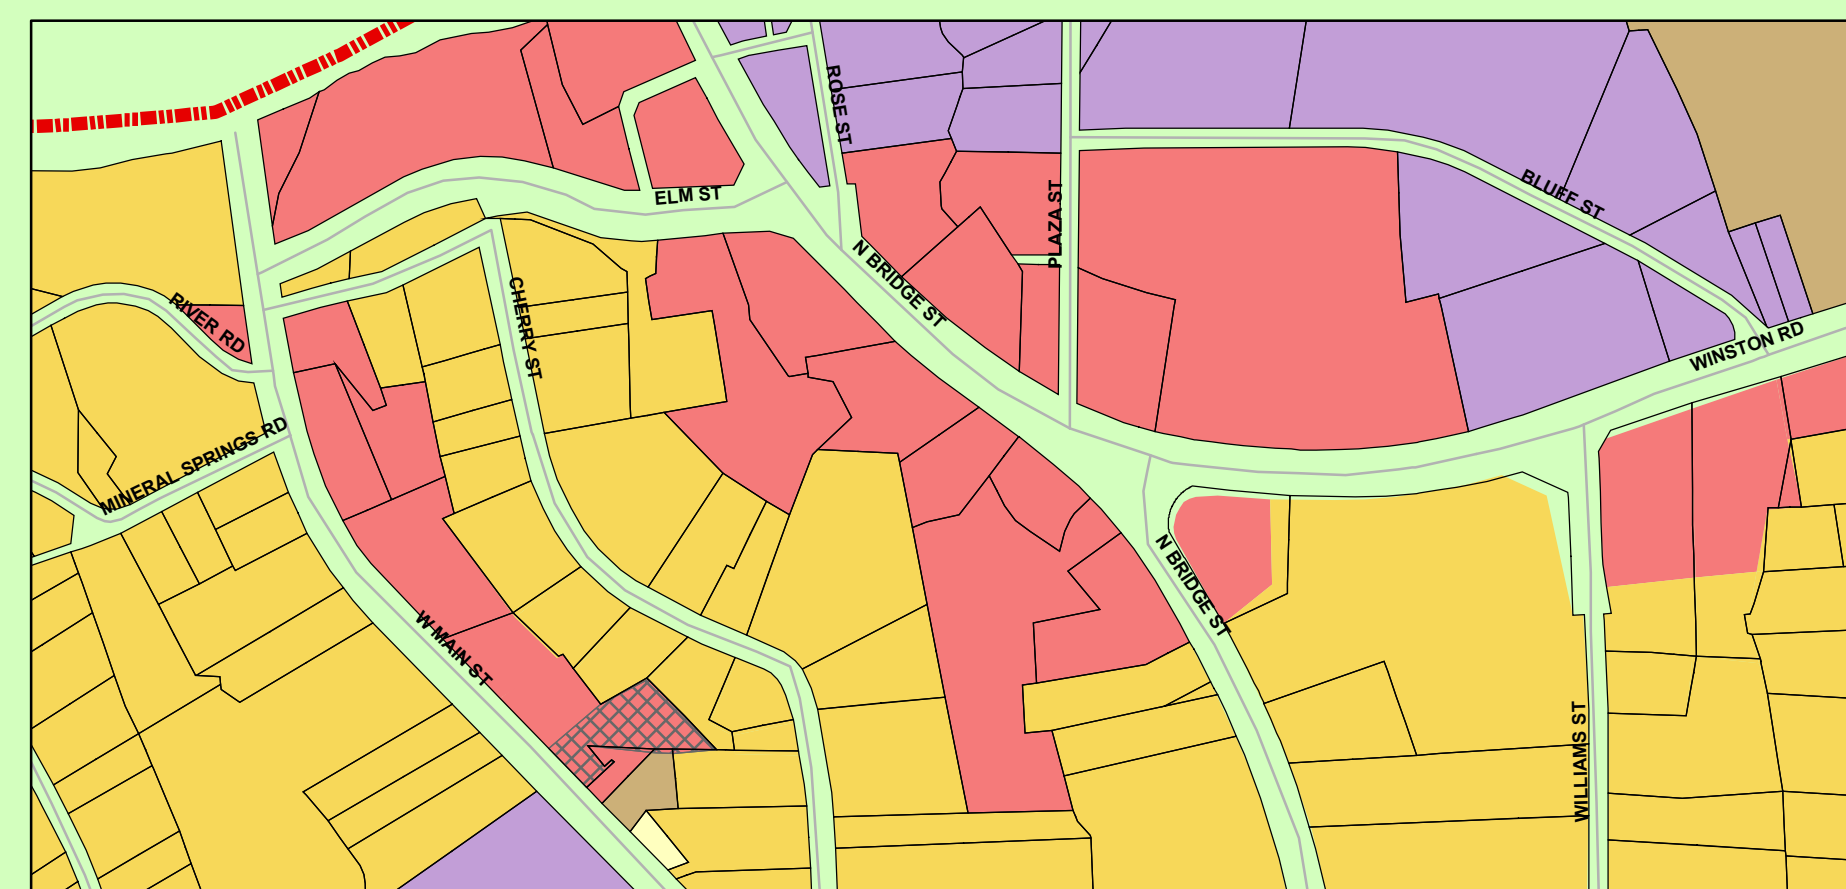 ROSE ST
ELM ST
PLAZA ST
BLUFF ST
N BRIDGE ST
RIVER RD
CHERRY ST
WINSTON RD
MINERAL SPRINGS RD
N BRIDGE ST
W MAIN ST
WILLIAMS ST